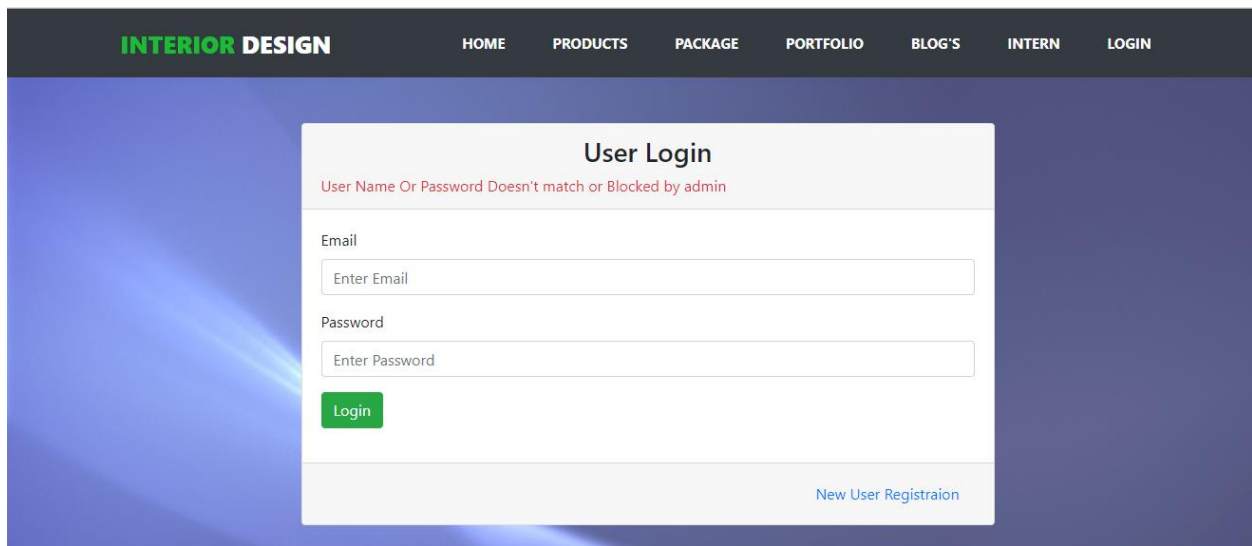 INTERIOR DESIGN HOME PRODUCTS PACKAGE PORTFOLIO BLOG'S INTERN LOGIN
User Login
User Name Or Password Doesn't match or Blocked by admin
Email
Enter Email
Password
Enter Password
Login
New User Registraion